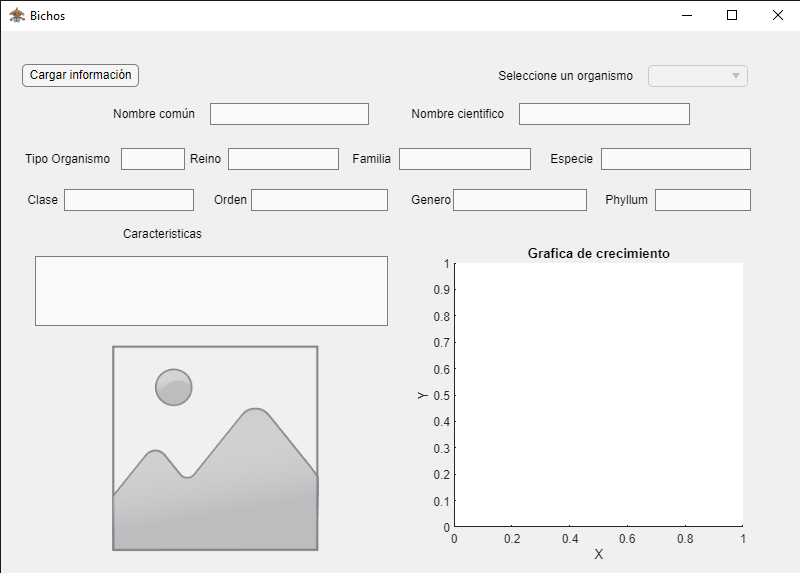 Bichos
Cargar información
Seleccione un organismo
Nombre común
Nombre cientifico
Tipo Organismo
Reino
Familia
Especie
Clase
Orden
Genero
Phyllum
Caracteristicas
Grafica de crecimiento
1
0.9
0.8
0.7
0.6
0.5
0.4
0.3
0.2
0.1
0
Y
0 0.2 0.4 0.6 0.8 1
X